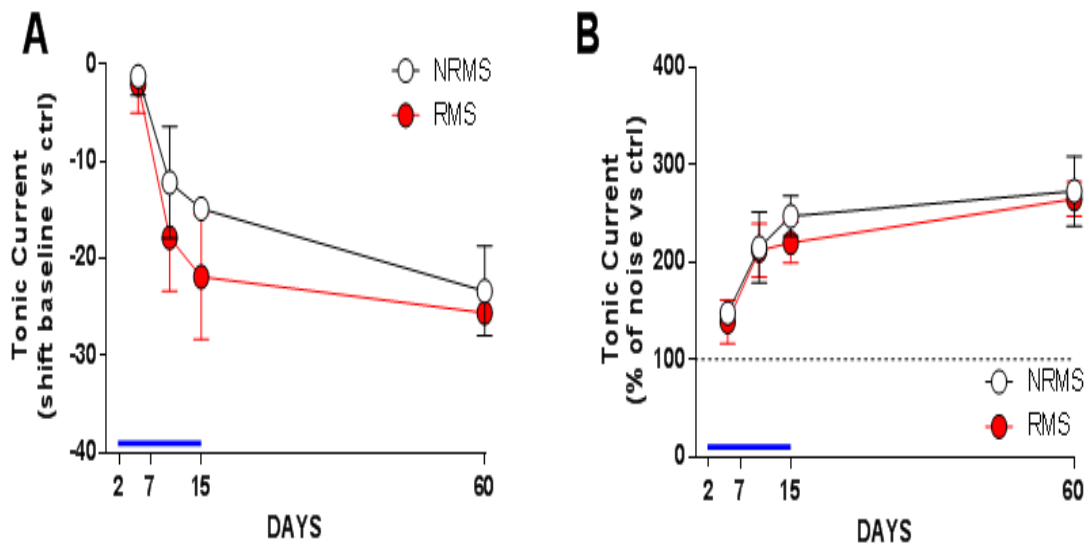 A
Tonic Current
(shift baseline vs ctrl)
0
-10
-20
-30
-40
NRMS
RMS
2 7 15 60
DAYS
B
Tonic Current
(% of noise vs ctrl)
400
300
200
100
0
NRMS
RMS
2 7 15 60
DAYS